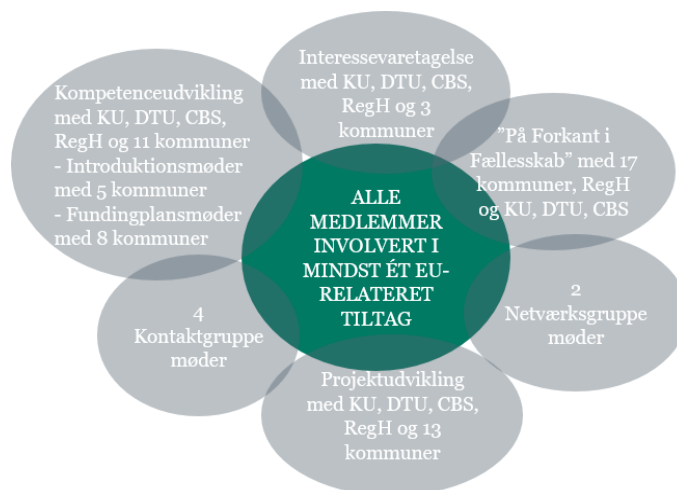 Interessevaretagelse
med KU, DTU, CBS,
RegH og 3
kommuner
Kompetenceudvikling
med KU, DTU, CBS,
RegH og 11 kommuner
- Introduktionsmøder
med 5 kommuner
- Fundingplansmøder
med 8 kommuner
”På Forkant i
Fællesskab” med 17
kommuner, RegH
og KU, DTU, CBS
ALLE
MEDLEMMER
INVOLVERT I
MINDST ÉT EU-
RELATERET
TILTAG
4
Kontaktgruppe
møder
2
Netværksgruppe
møder
Projektudvikling
med KU, DTU, CBS,
RegH og 13
kommuner